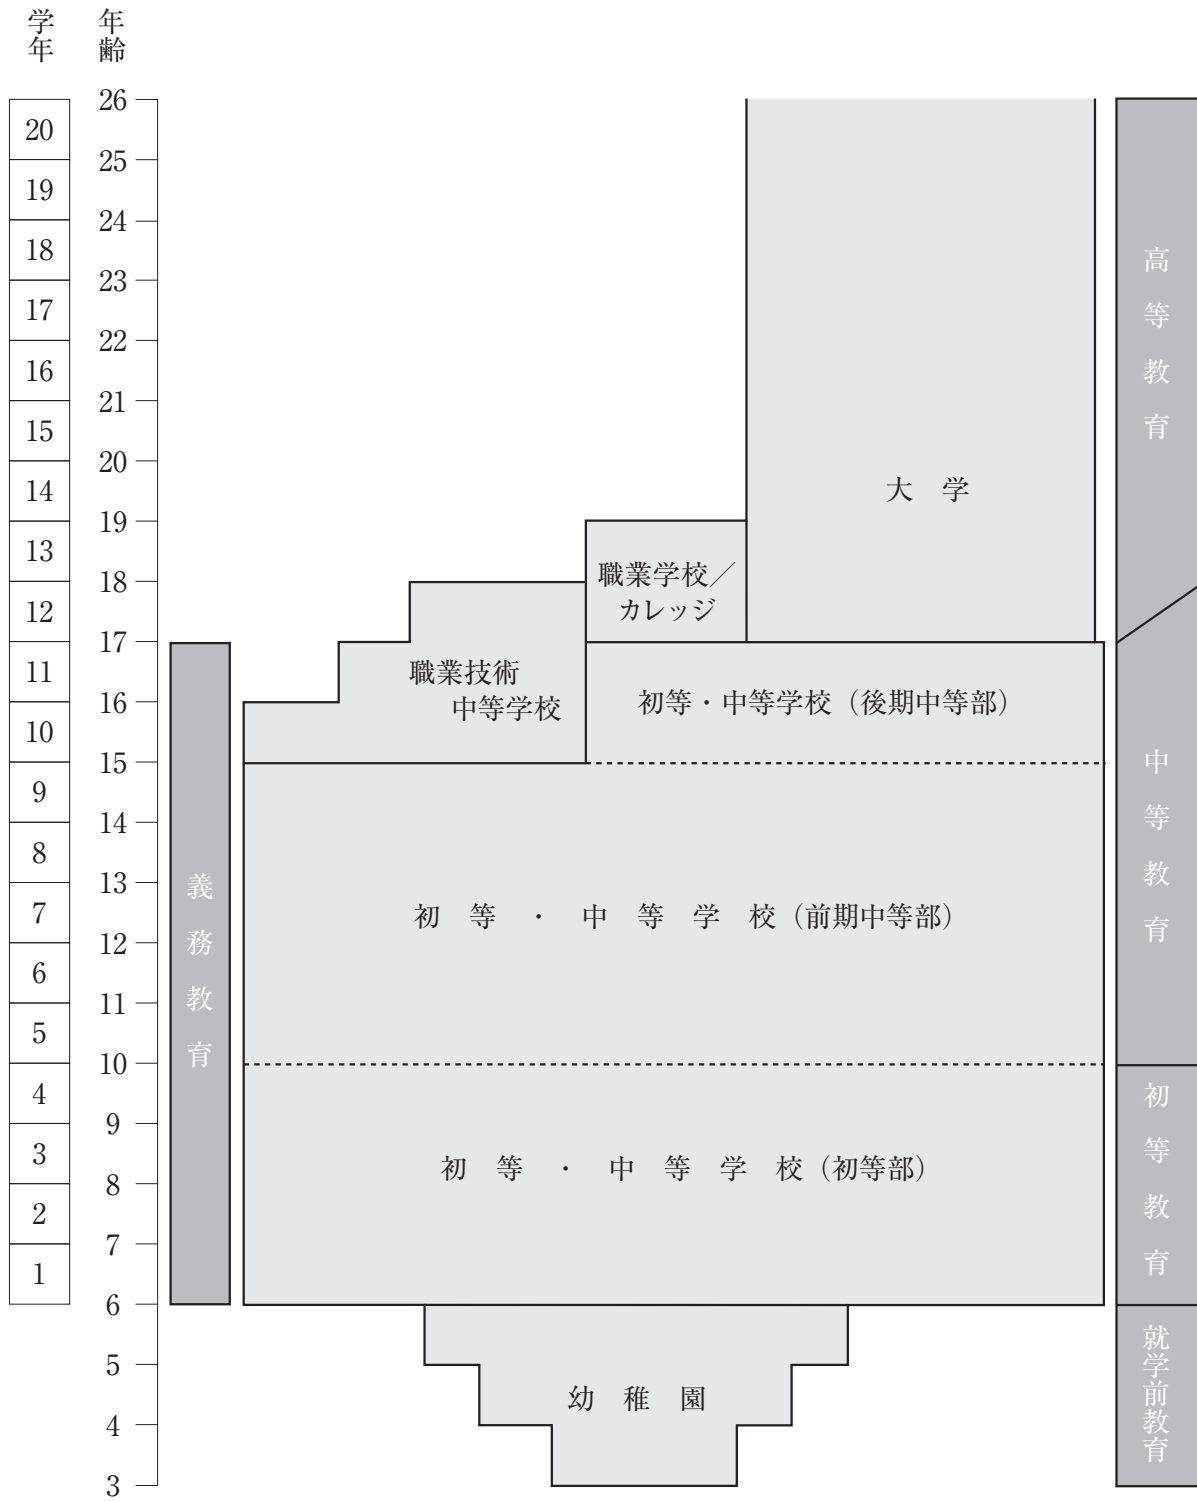 学年
年齢
20
19
18
17
16
15
14
13
12
11
10
9
8
7
6
5
4
3
2
1
26
25
24
23
22
21
20
19
18
17
16
15
14
13
12
11
10
9
8
7
6
5
4
3
義務教育
大　学
職業学校／
カレッジ
職業技術
中等学校
初等・中等学校（後期中等部）
初　等　・　中　等　学　校（前期中等部）
初　等　・　中　等　学　校（初等部）
幼　稚　園
高等教育
中等教育
初等教育
就学前教育